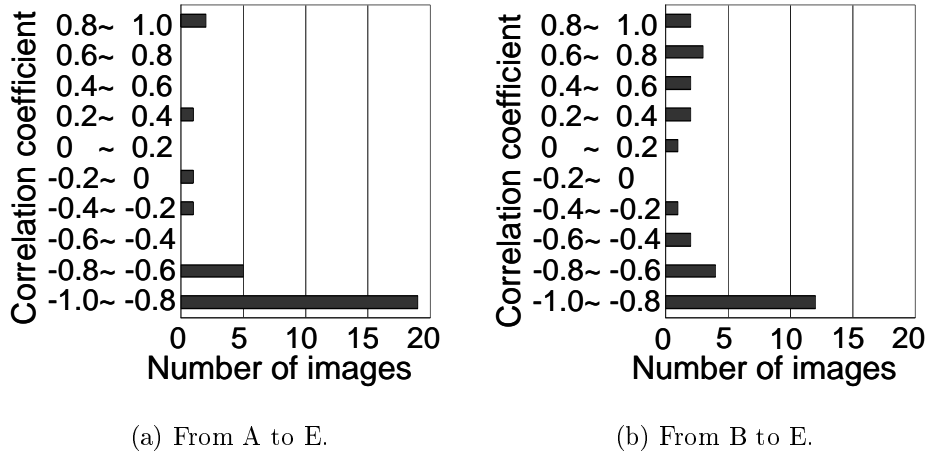 Correlation coefficient
0.8~ 1.0
0.6~ 0.8
0.4~ 0.6
0.2~ 0.4
0 ~ 0.2
-0.2~ 0
-0.4~ -0.2
-0.6~ -0.4
-0.8~ -0.6
-1.0~ -0.8
0 5 10 15 20
Number of images
(a) From A to E.
Correlation coefficient
0.8~ 1.0
0.6~ 0.8
0.4~ 0.6
0.2~ 0.4
0 ~ 0.2
-0.2~ 0
-0.4~ -0.2
-0.6~ -0.4
-0.8~ -0.6
-1.0~ -0.8
0 5 10 15 20
Number of images
(b) From B to E.